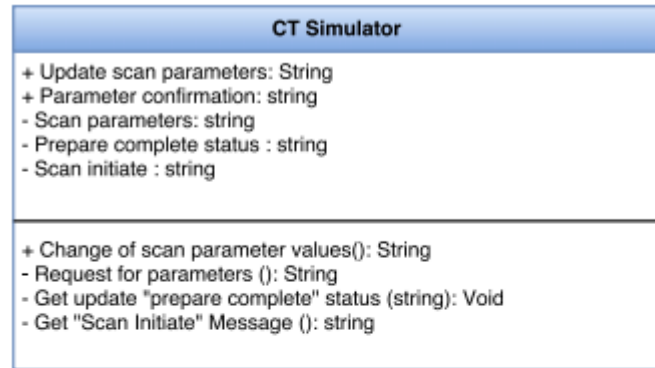 CT Simulator
+ Update scan parameters: String
+ Parameter confirmation: string
- Scan parameters: string
- Prepare complete status : string
- Scan initiate : string
+ Change of scan parameter values(): String
- Request for parameters (): String
- Get update "prepare complete" status (string): Void
- Get "Scan Initiate" Message (): string